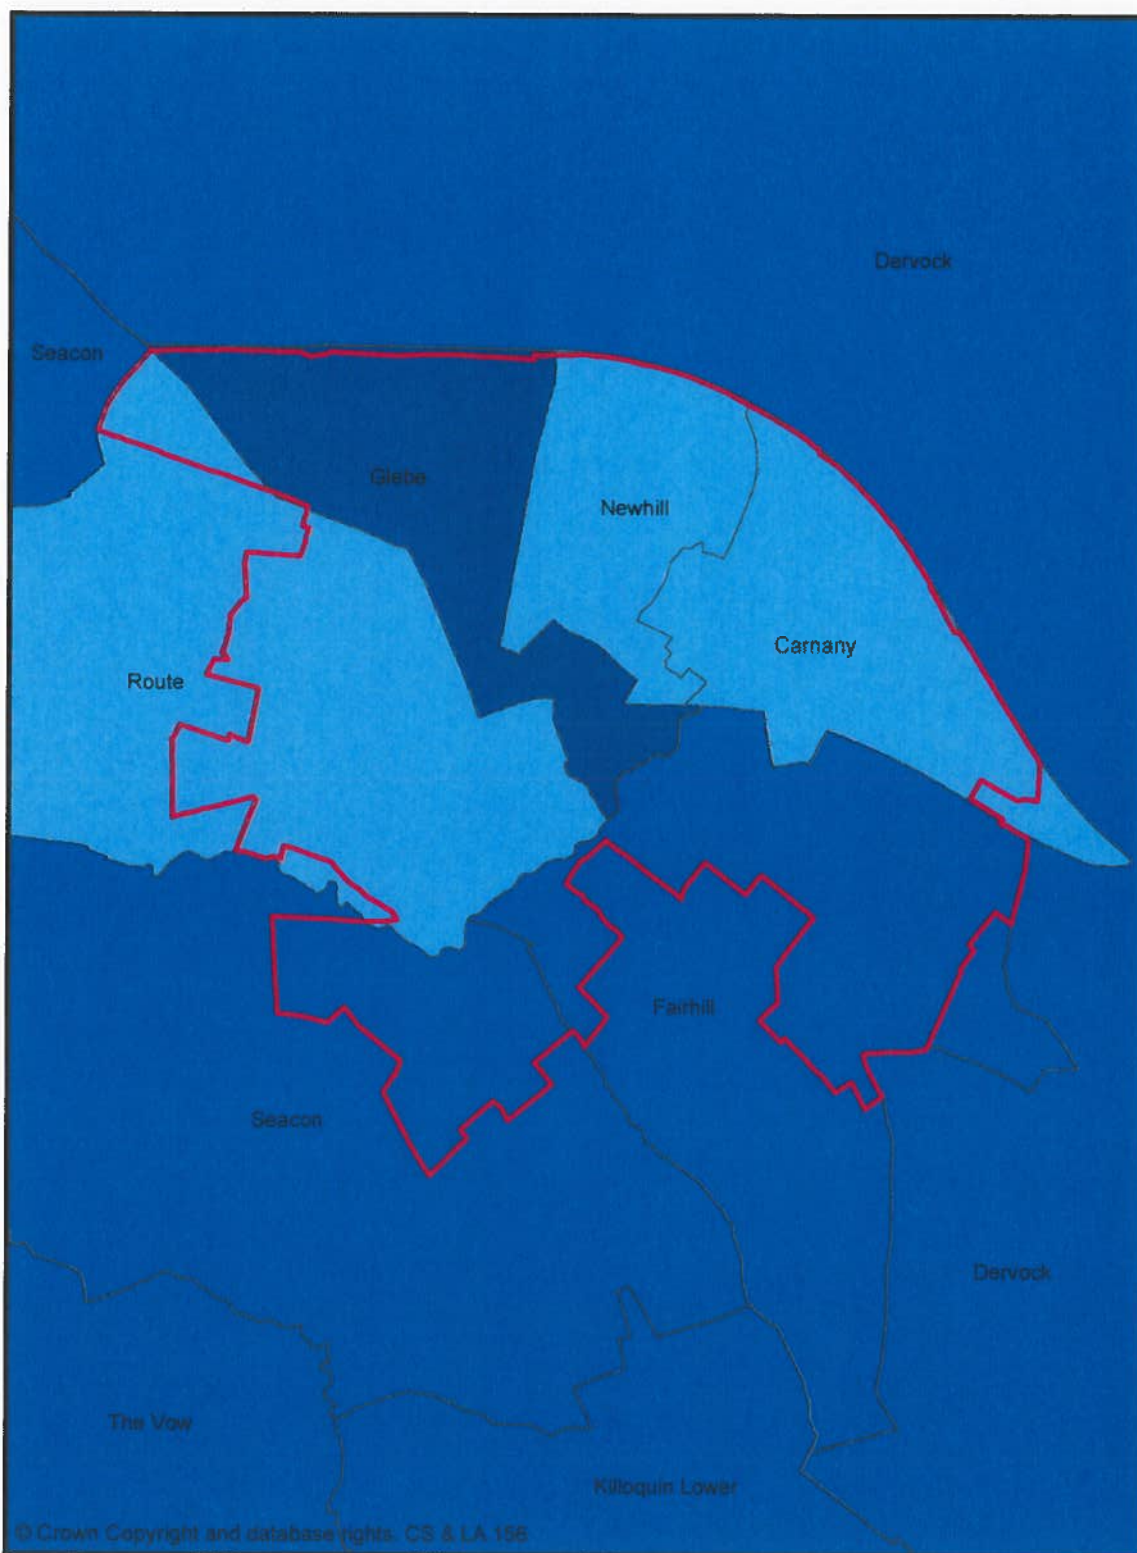 Dervock
Seacon
Glebe
Newhill
Carnany
Route
Fairhill
Seacon
Dervock
The Vow
Killoquin Lower
© Crown Copyright and database rights. CS & LA 156